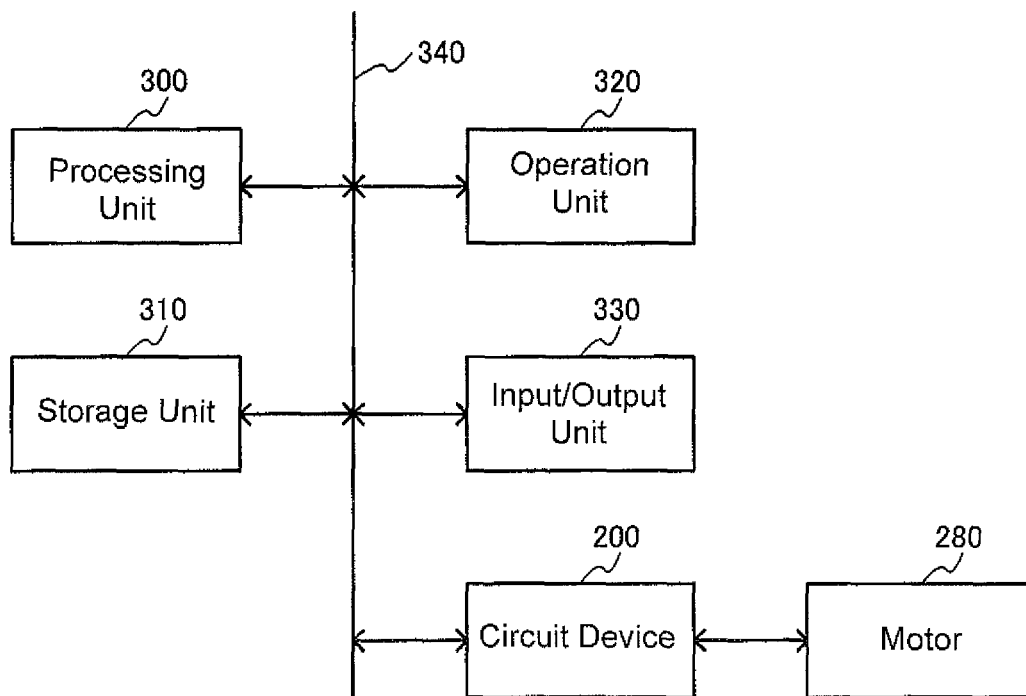 340
300
320
Processing
Unit
Operation
Unit
310
330
Storage Unit
Input/Output
Unit
200
280
Circuit Device
Motor